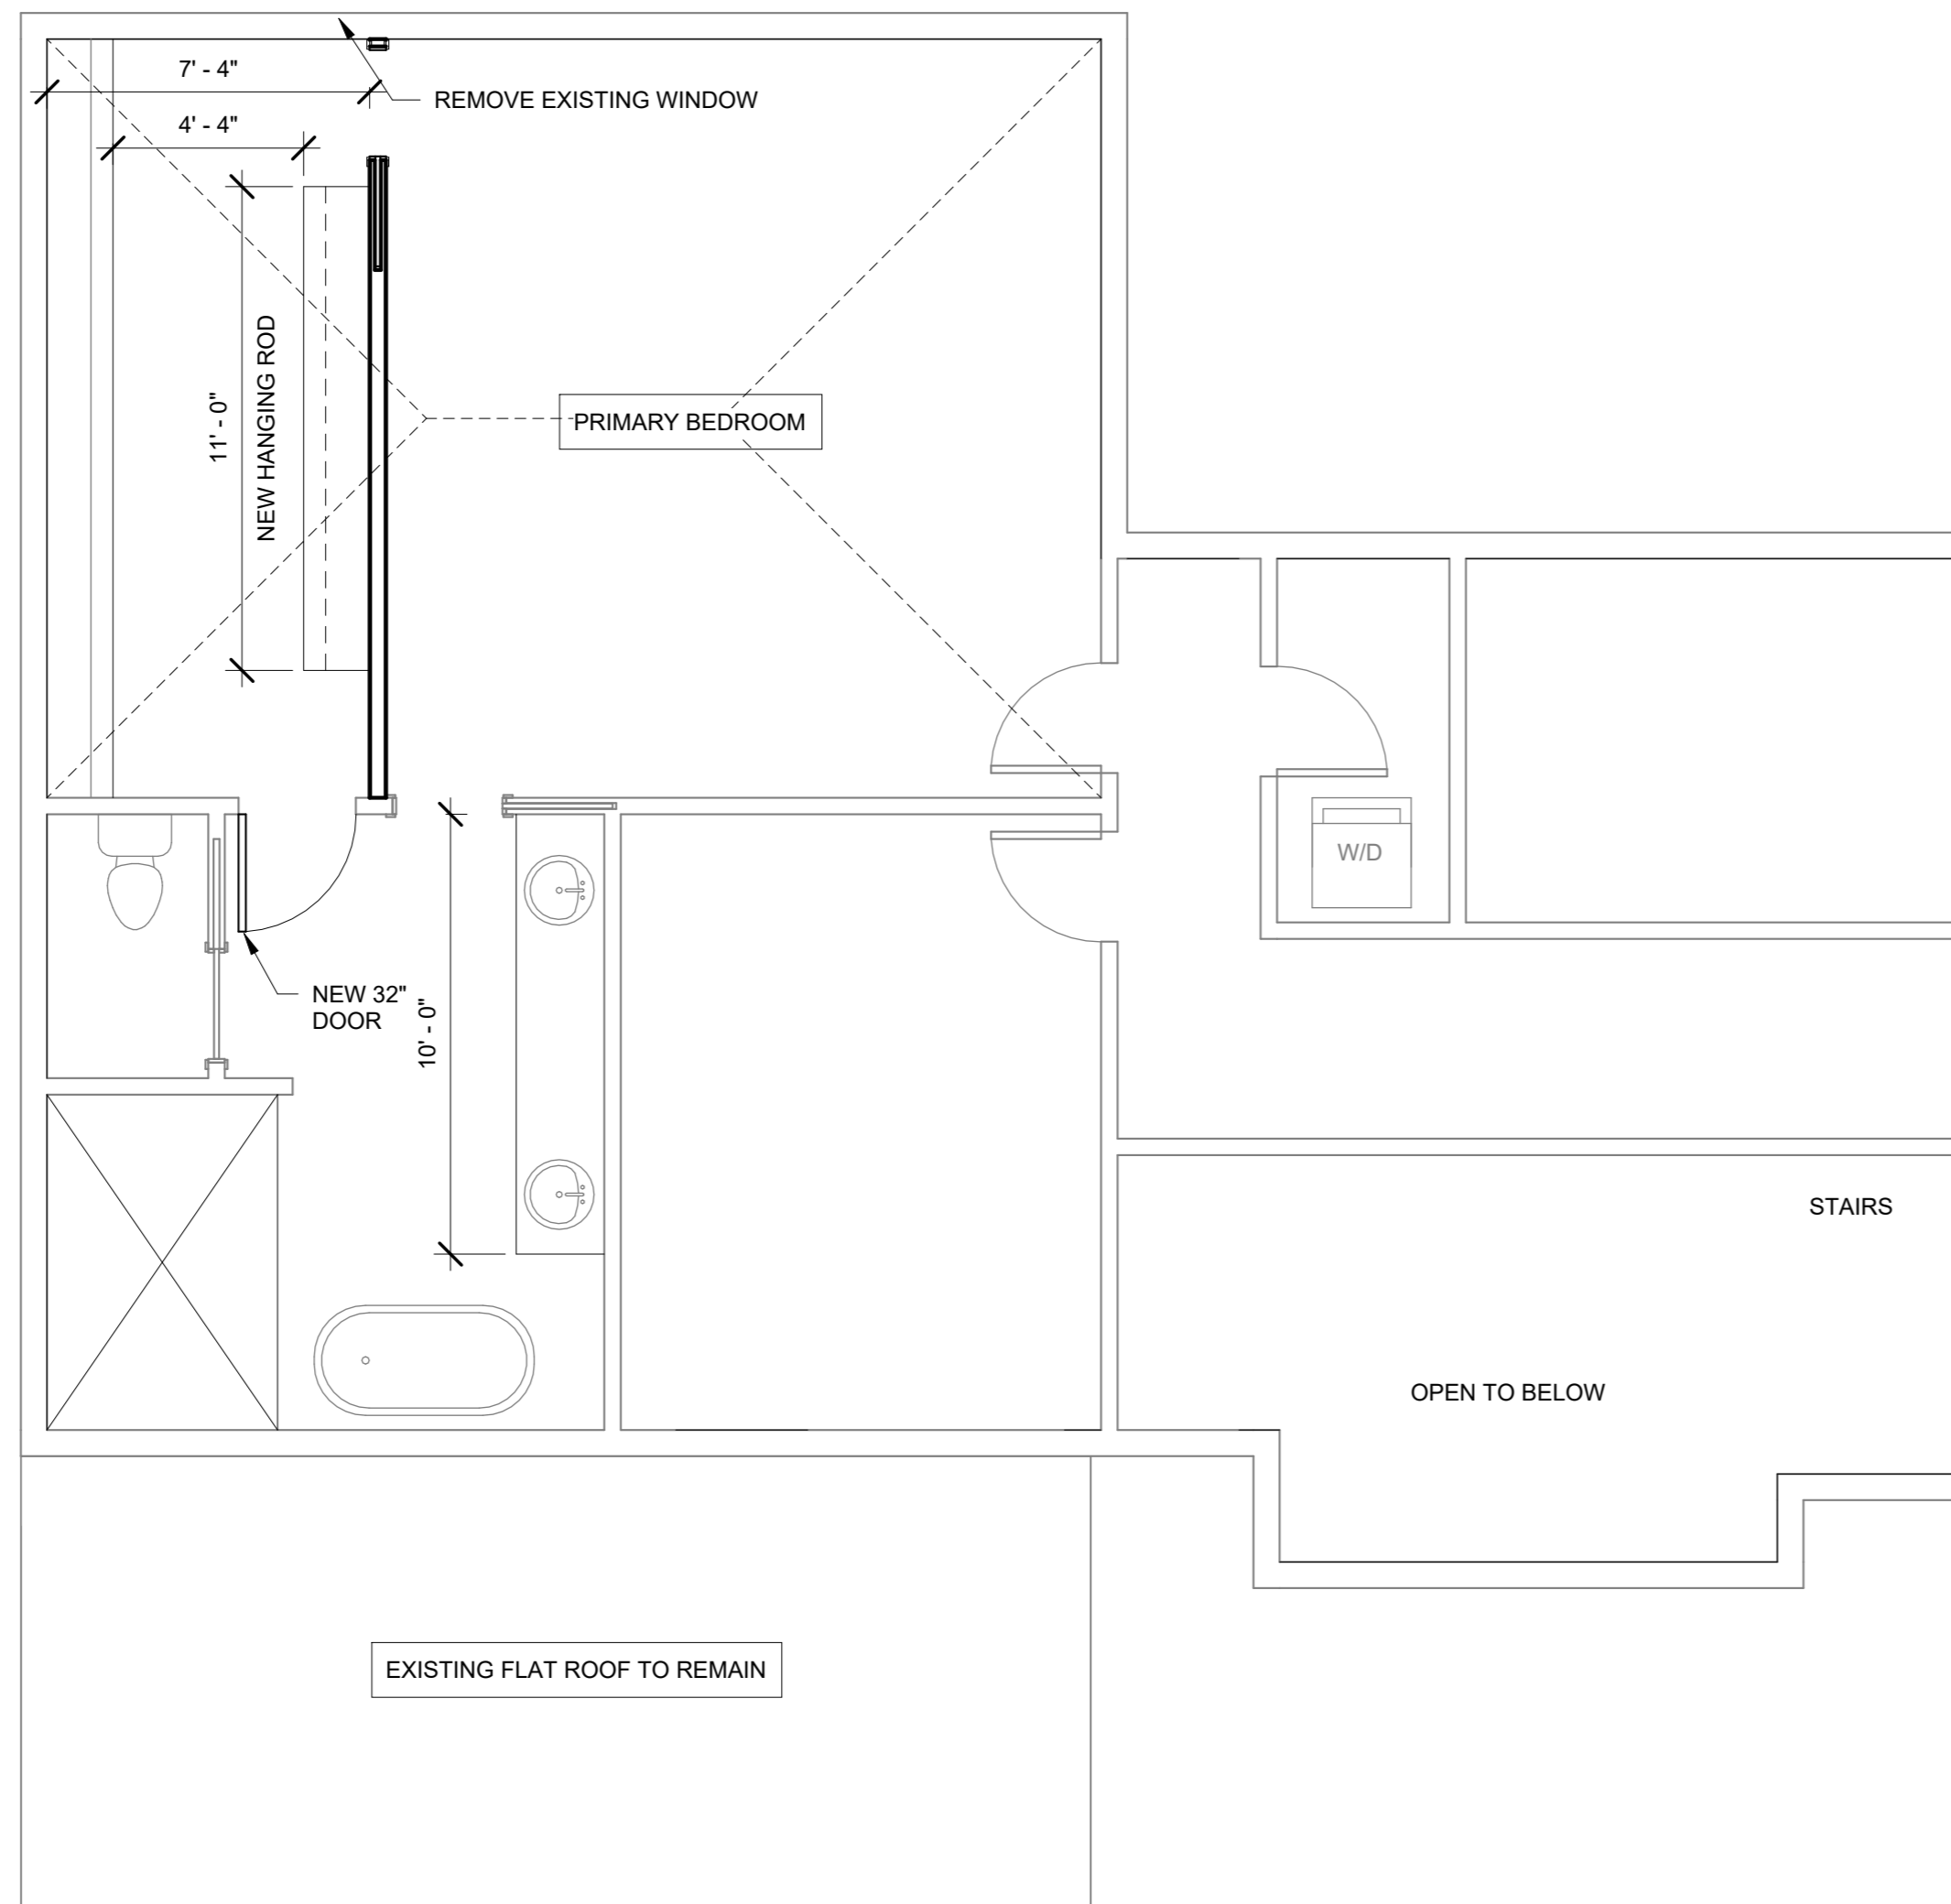 7' - 4"
REMOVE EXISTING WINDOW
4' - 4"
11' - 0"
NEW HANGING ROD
PRIMARY BEDROOM
W/D
NEW 32"
DOOR
10' - 0"
STAIRS
OPEN TO BELOW
EXISTING FLAT ROOF TO REMAIN